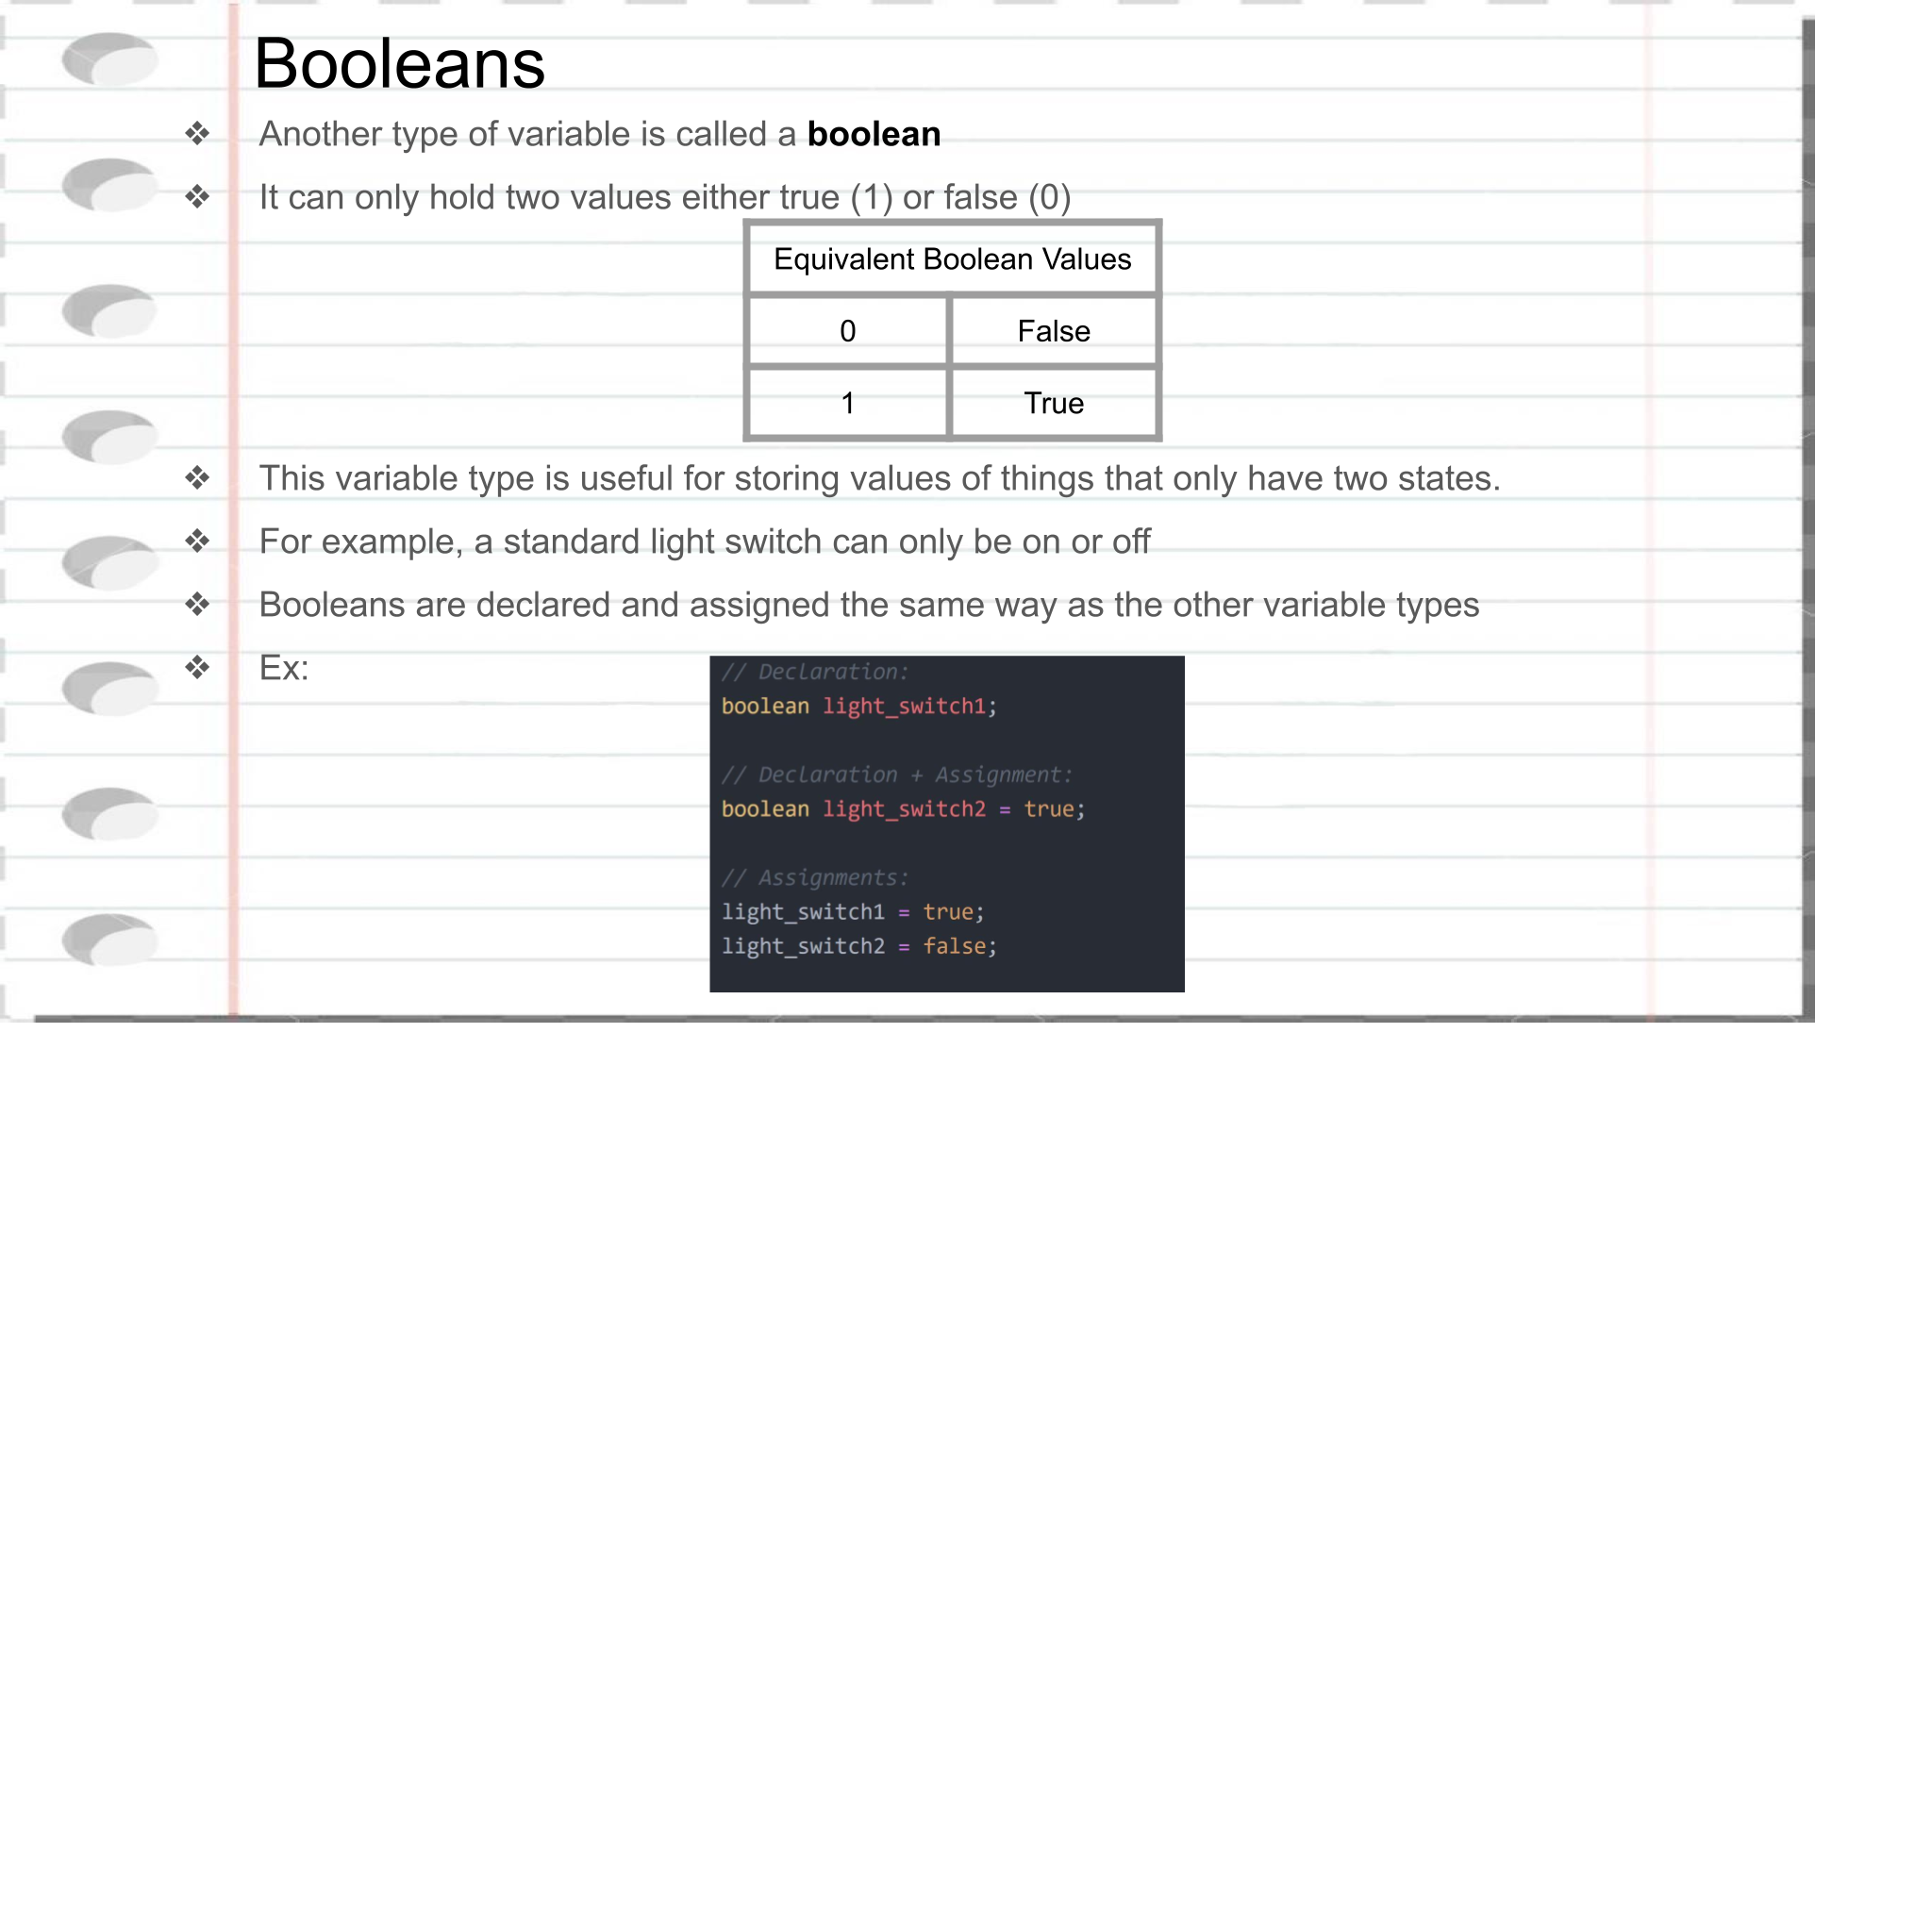 Booleans
❖ Another type of variable is called a boolean
❖ It can only hold two values either true (1) or false (0)
Equivalent Boolean Values
0 False
1 True
❖ This variable type is useful for storing values of things that only have two states.
❖ For example, a standard light switch can only be on or off
❖ Booleans are declared and assigned the same way as the other variable types
❖ Ex:
// Declaration:
boolean light_switch1;
// Declaration + Assignment:
boolean light_switch2 = true;
// Assignments:
light_switch1 = true;
light_switch2 = false;